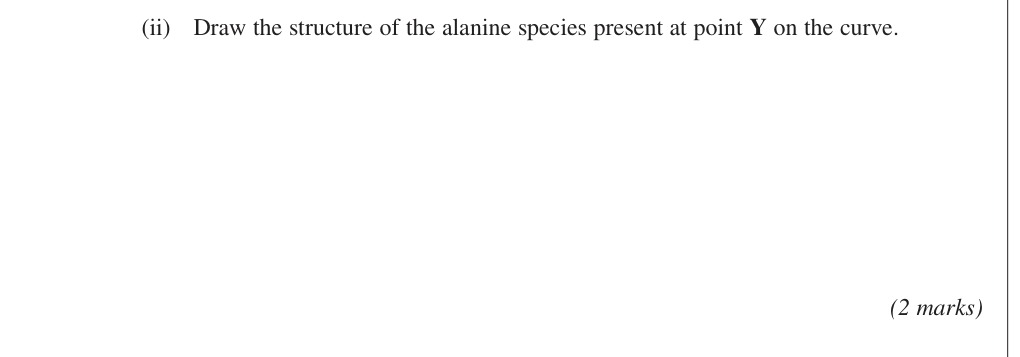 (ii) Draw the structure of the alanine species present at point Y on the curve.
(2 marks)